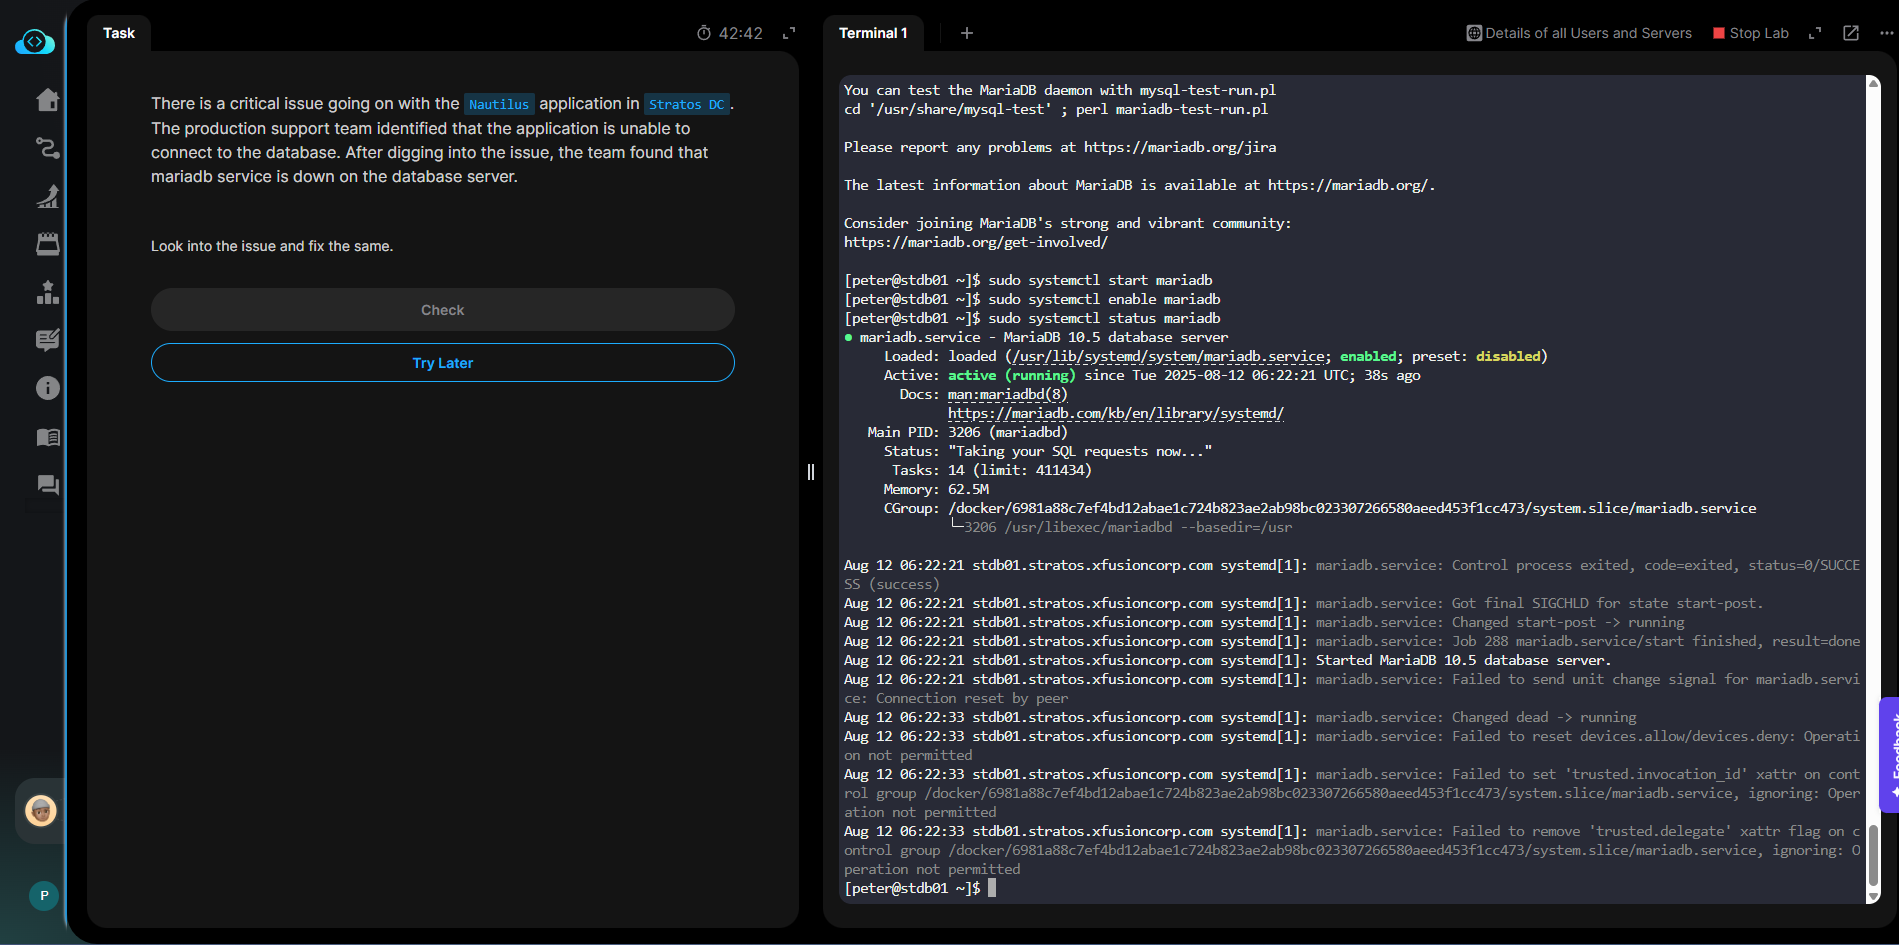 Task
42:42
There is a critical issue going on with the Nautilus application in Stratos DC.
The production support team identified that the application is unable to
connect to the database. After digging into the issue, the team found that
mariadb service is down on the database server.
Look into the issue and fix the same.
Check
Try Later
P
Terminal 1
+
Details of all Users and Servers
Stop Lab
You can test the MariaDB daemon with mysql-test-run.pl
cd '/usr/share/mysql-test' ; perl mariadb-test-run.pl
Please report any problems at https://mariadb.org/jira
The latest information about MariaDB is available at https://mariadb.org/.
Consider joining MariaDB's strong and vibrant community:
https://mariadb.org/get-involved/
[peter@stdb01 ~]$ sudo systemctl start mariadb
[peter@stdb01 ~]$ sudo systemctl enable mariadb
[peter@stdb01 ~]$ sudo systemctl status mariadb
● mariadb.service - MariaDB 10.5 database server
Loaded: loaded (/usr/lib/systemd/system/mariadb.service; enabled; preset: disabled)
Active: active (running) since Tue 2025-08-12 06:22:21 UTC; 38s ago
Docs: man:mariadbd(8)
https://mariadb.com/kb/en/library/systemd/
Main PID: 3206 (mariadbd)
Status: "Taking your SQL requests now..."
Tasks: 14 (limit: 411434)
Memory: 62.5M
CGroup: /docker/6981a88c7ef4bd12abae1c724b823ae2ab98bc023307266580aeed453f1cc473/system.slice/mariadb.service
└─3206 /usr/libexec/mariadbd --basedir=/usr
Aug 12 06:22:21 stdb01.stratos.xfusioncorp.com systemd[1]: mariadb.service: Control process exited, code=exited, status=0/SUCCE
SS (success)
Aug 12 06:22:21 stdb01.stratos.xfusioncorp.com systemd[1]: mariadb.service: Got final SIGCHLD for state start-post.
Aug 12 06:22:21 stdb01.stratos.xfusioncorp.com systemd[1]: mariadb.service: Changed start-post -> running
Aug 12 06:22:21 stdb01.stratos.xfusioncorp.com systemd[1]: mariadb.service: Job 288 mariadb.service/start finished, result=done
Aug 12 06:22:21 stdb01.stratos.xfusioncorp.com systemd[1]: Started MariaDB 10.5 database server.
Aug 12 06:22:21 stdb01.stratos.xfusioncorp.com systemd[1]: mariadb.service: Failed to send unit change signal for mariadb.servi
ce: Connection reset by peer
Aug 12 06:22:33 stdb01.stratos.xfusioncorp.com systemd[1]: mariadb.service: Changed dead -> running
Aug 12 06:22:33 stdb01.stratos.xfusioncorp.com systemd[1]: mariadb.service: Failed to reset devices.allow/devices.deny: Operati
on not permitted
Aug 12 06:22:33 stdb01.stratos.xfusioncorp.com systemd[1]: mariadb.service: Failed to set 'trusted.invocation_id' xattr on cont
rol group /docker/6981a88c7ef4bd12abae1c724b823ae2ab98bc023307266580aeed453f1cc473/system.slice/mariadb.service, ignoring: Oper
ation not permitted
Aug 12 06:22:33 stdb01.stratos.xfusioncorp.com systemd[1]: mariadb.service: Failed to remove 'trusted.delegate' xattr flag on c
ontrol group /docker/6981a88c7ef4bd12abae1c724b823ae2ab98bc023307266580aeed453f1cc473/system.slice/mariadb.service, ignoring: O
peration not permitted
[peter@stdb01 ~]$
Feedback